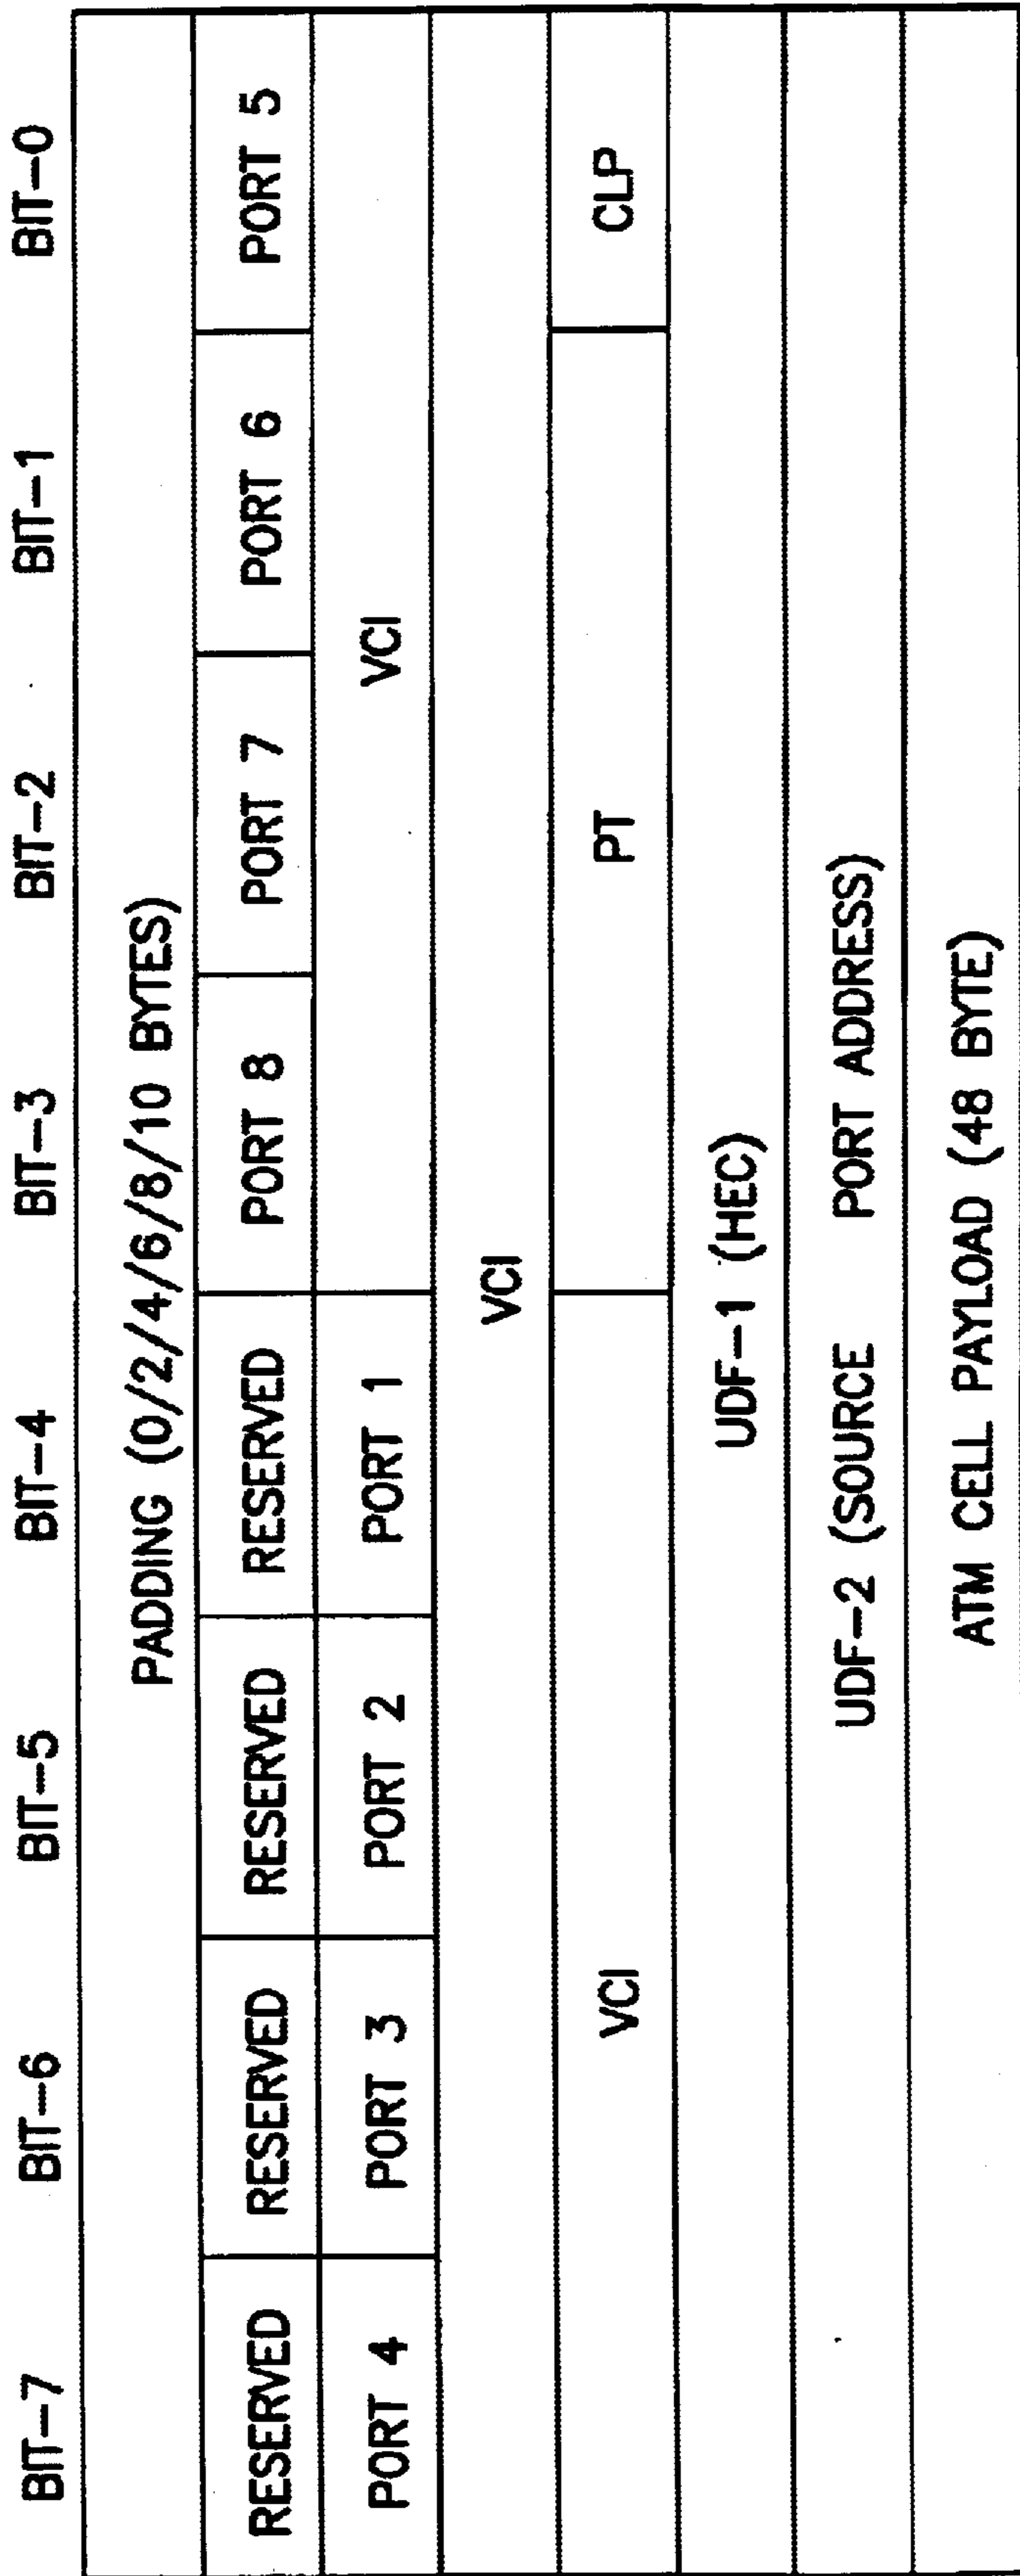 BIT-7 BIT-6 BIT-5 BIT-4 BIT-3 BIT-2 BIT-1 BIT-0
PADDING (0/2/4/6/8/10 BYTES)
RESERVED RESERVED RESERVED RESERVED PORT 8 PORT 7 PORT 6 PORT 5
PORT 4 PORT 3 PORT 2 PORT 1 VCI
VCI
VCI PT CLP
UDF-1 (HEC)
UDF-2 (SOURCE PORT ADDRESS)
ATM CELL PAYLOAD (48 BYTE)